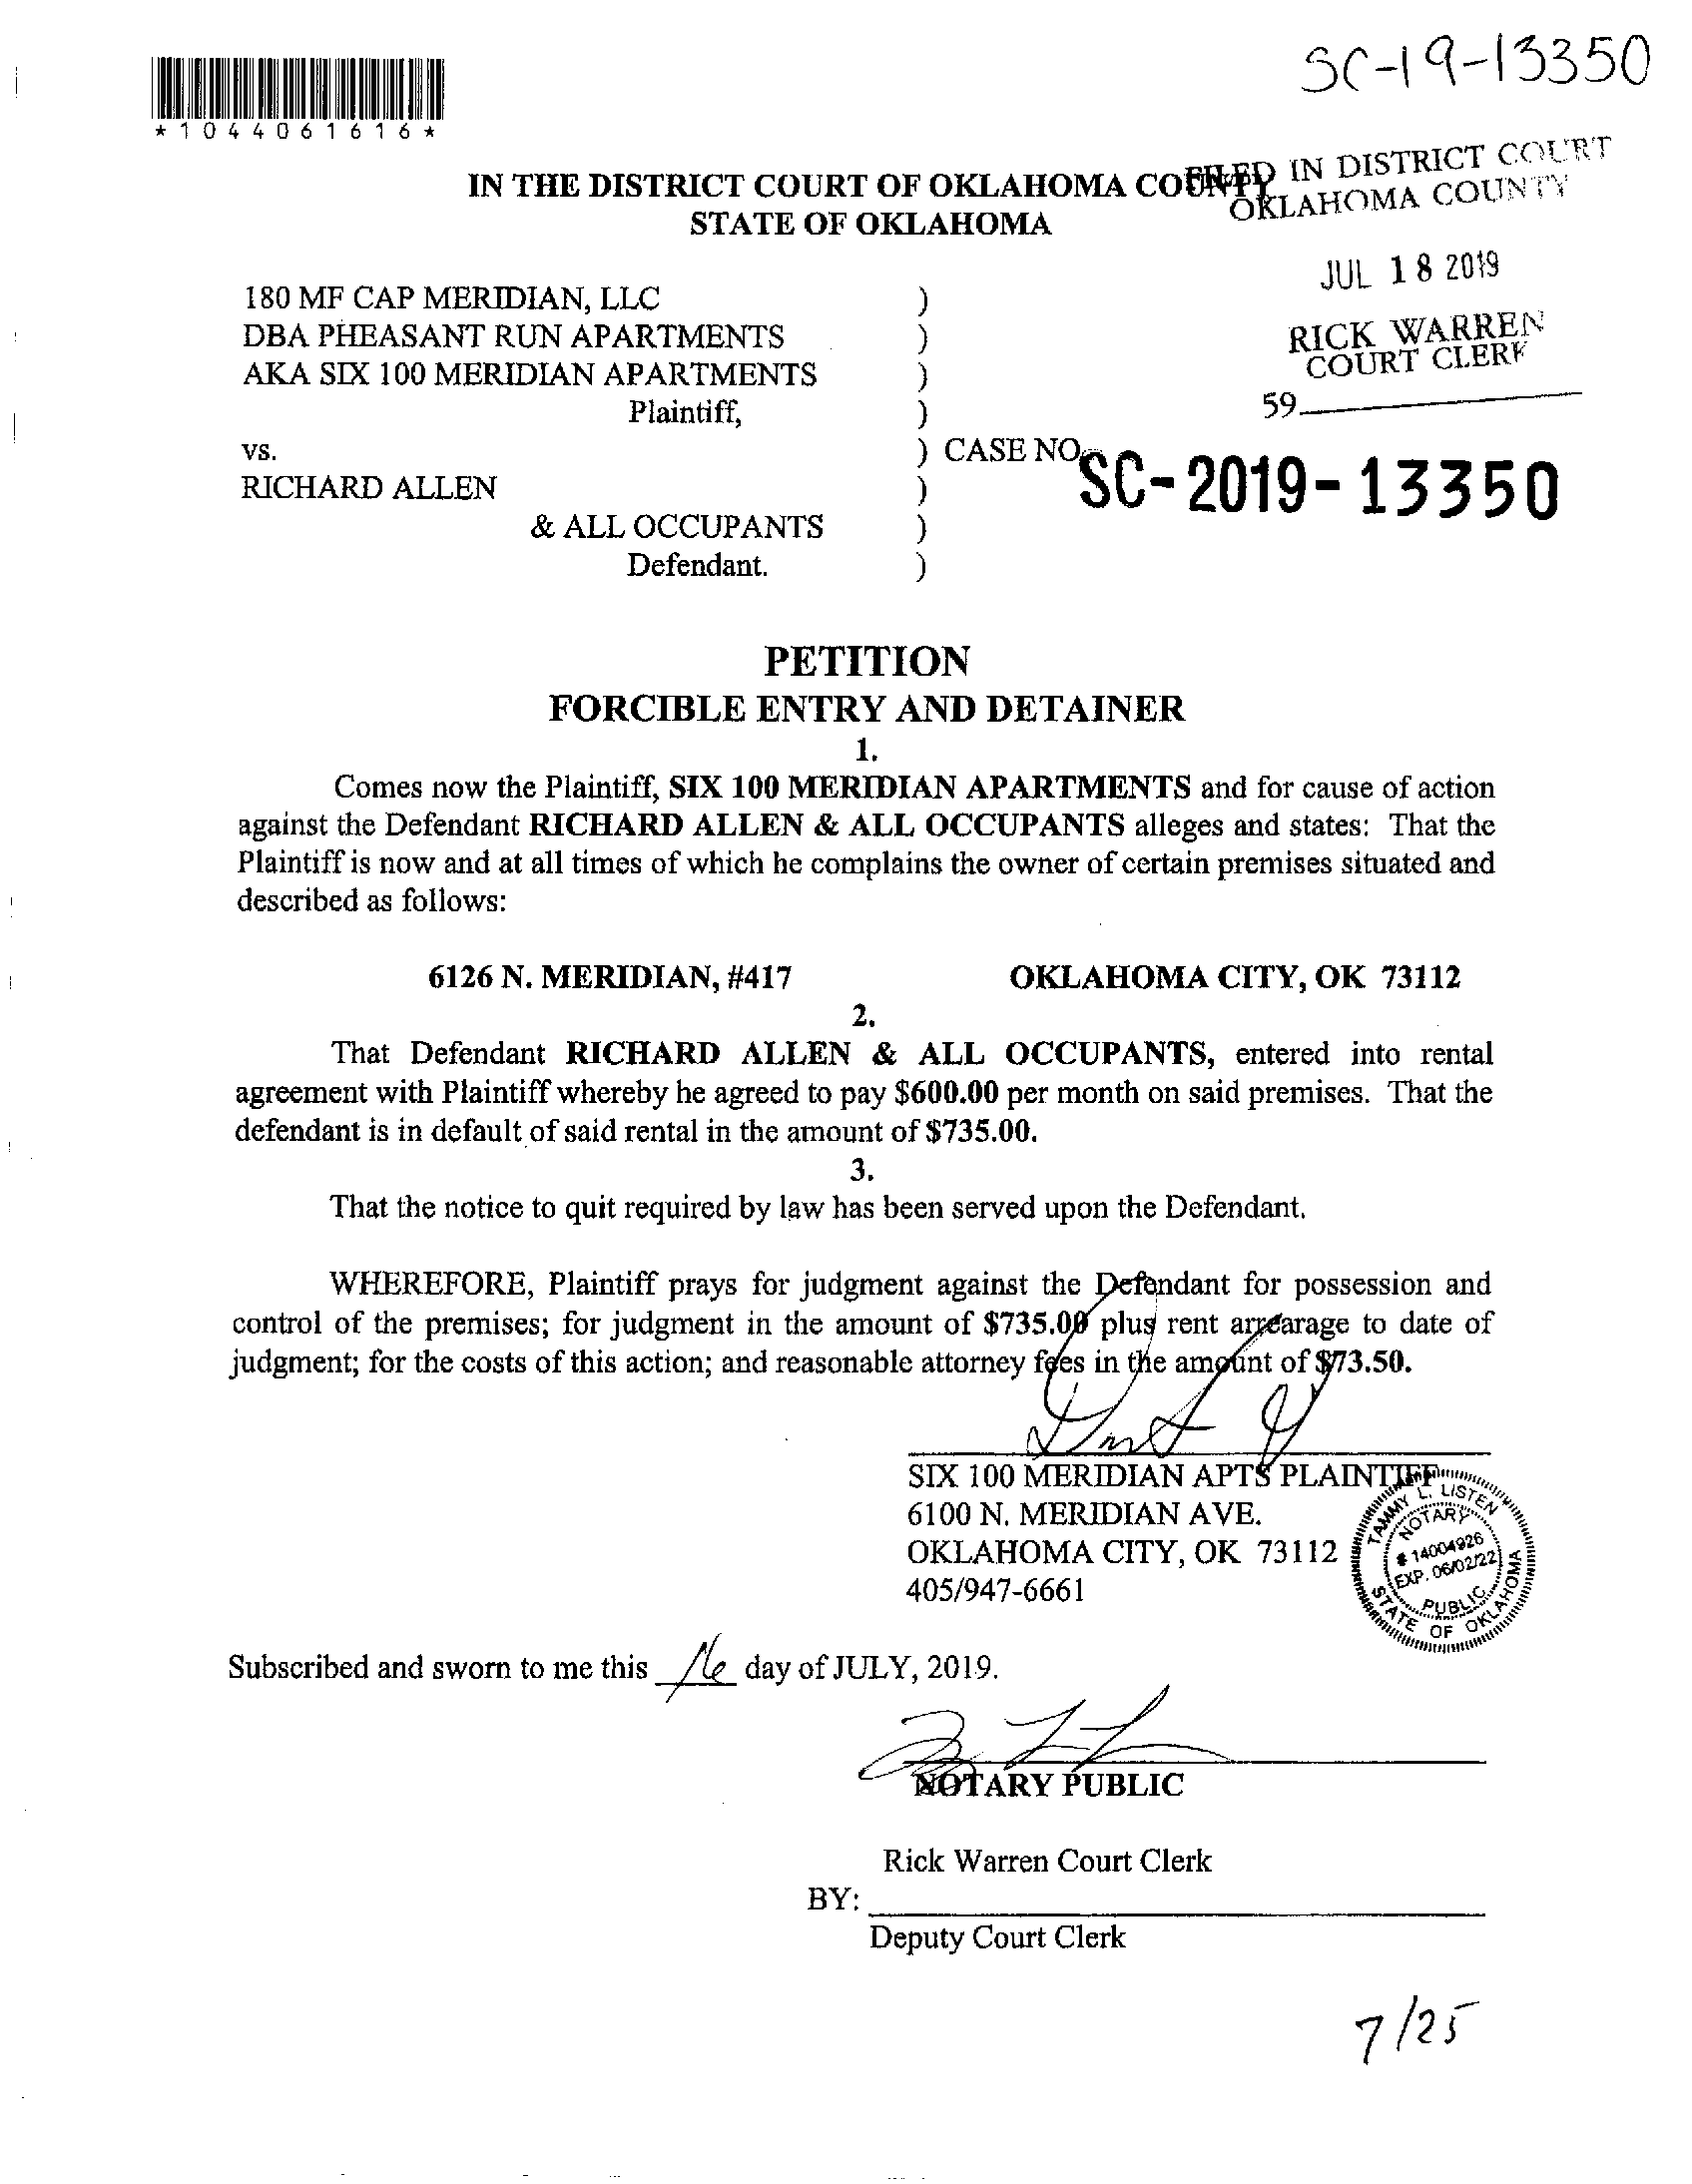 SC-19-13350
*1044061616*
IN THE DISTRICT COURT OF OKLAHOMA COUNTY
STATE OF OKLAHOMA
FILED IN DISTRICT COURT
OKLAHOMA COUNTY
JUL 18 2019
RICK WARREN
COURT CLERK
59
180 MF CAP MERIDIAN, LLC )
DBA PHEASANT RUN APARTMENTS )
AKA SIX 100 MERIDIAN APARTMENTS )
Plaintiff, )
vs. ) CASE NO. SC-2019-13350
RICHARD ALLEN )
& ALL OCCUPANTS )
Defendant. )
PETITION
FORCIBLE ENTRY AND DETAINER
1.
Comes now the Plaintiff, SIX 100 MERIDIAN APARTMENTS and for cause of action
against the Defendant RICHARD ALLEN & ALL OCCUPANTS alleges and states: That the
Plaintiff is now and at all times of which he complains the owner of certain premises situated and
described as follows:
6126 N. MERIDIAN, #417 OKLAHOMA CITY, OK 73112
2.
That Defendant RICHARD ALLEN & ALL OCCUPANTS, entered into rental
agreement with Plaintiff whereby he agreed to pay $600.00 per month on said premises. That the
defendant is in default of said rental in the amount of $735.00.
3.
That the notice to quit required by law has been served upon the Defendant.
WHEREFORE, Plaintiff prays for judgment against the Defendant for possession and
control of the premises; for judgment in the amount of $735.00 plus rent arrearage to date of
judgment; for the costs of this action; and reasonable attorney fees in the amount of $73.50.
SIX 100 MERIDIAN APTS PLAINTIFF
6100 N. MERIDIAN AVE.
OKLAHOMA CITY, OK 73112
405/947-6661
TAMMY L. LISTEN
NOTARY
# 14004926
EXP. 06/02/22
PUBLIC
STATE OF OKLAHOMA
Subscribed and sworn to me this 16 day of JULY, 2019.
NOTARY PUBLIC
Rick Warren Court Clerk
BY:
Deputy Court Clerk
7/25